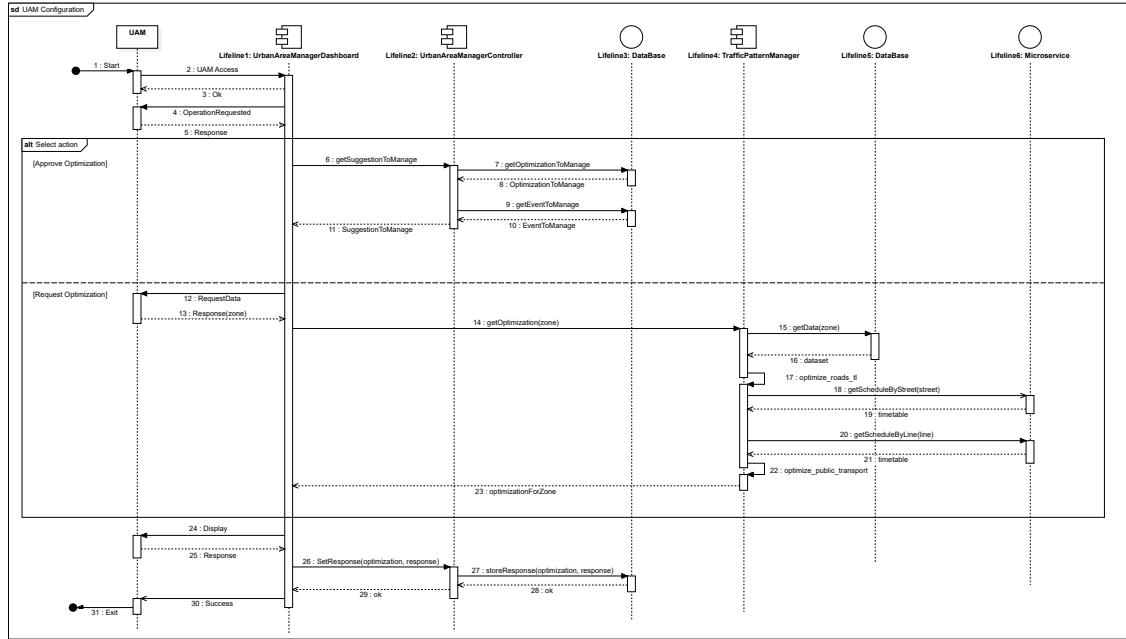 sd UAM Configuration
UAM
Lifeline1: UrbanAreaManagerDashboard
Lifeline2: UrbanAreaManagerController
Lifeline3: DataBase
Lifeline4: TrafficPatternManager
Lifeline5: DataBase
Lifeline6: Microservice
1 : Start
2 : UAM Access
3 : Ok
4 : OperationRequested
5 : Response
alt Select action
[Approve Optimization]
6 : getSuggestionToManage
7 : getOptimizationToManage
8 : OptimizationToManage
9 : getEventToManage
10 : EventToManage
11 : SuggestionToManage
[Request Optimization]
12 : RequestData
13 : Response(zone)
14 : getOptimization(zone)
15 : getData(zone)
16 : dataset
17 : optimize_roads_tl
18 : getScheduleByStreet(street)
19 : timetable
20 : getScheduleByLine(line)
21 : timetable
22 : optimize_public_transport
23 : optimizationForZone
24 : Display
25 : Response
26 : SetResponse(optimization, response)
27 : storeResponse(optimization, response)
28 : ok
29 : ok
30 : Success
31 : Exit